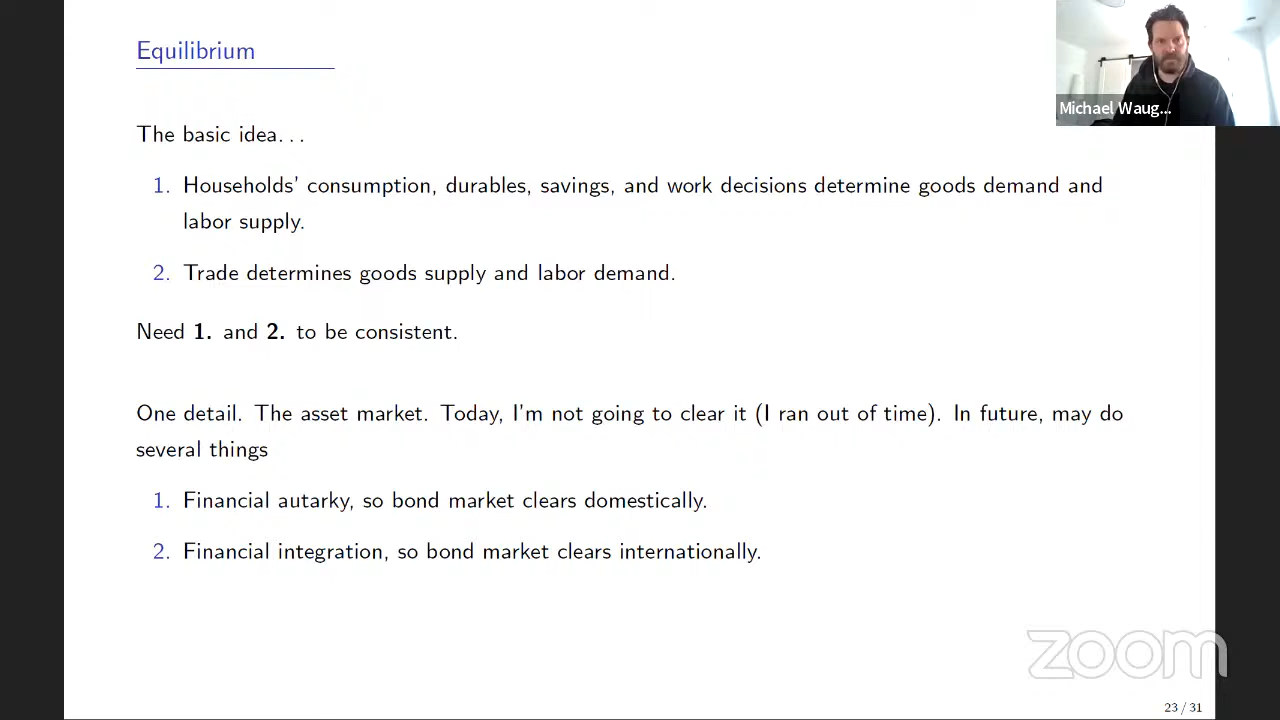 Equilibrium
Michael Waug...
The basic idea...
1. Households' consumption, durables, savings, and work decisions determine goods demand and
labor supply.
2. Trade determines goods supply and labor demand.
Need 1. and 2. to be consistent.
One detail. The asset market. Today, I'm not going to clear it (I ran out of time). In future, may do
several things
1. Financial autarky, so bond market clears domestically.
2. Financial integration, so bond market clears internationally.
zoom
23 / 31